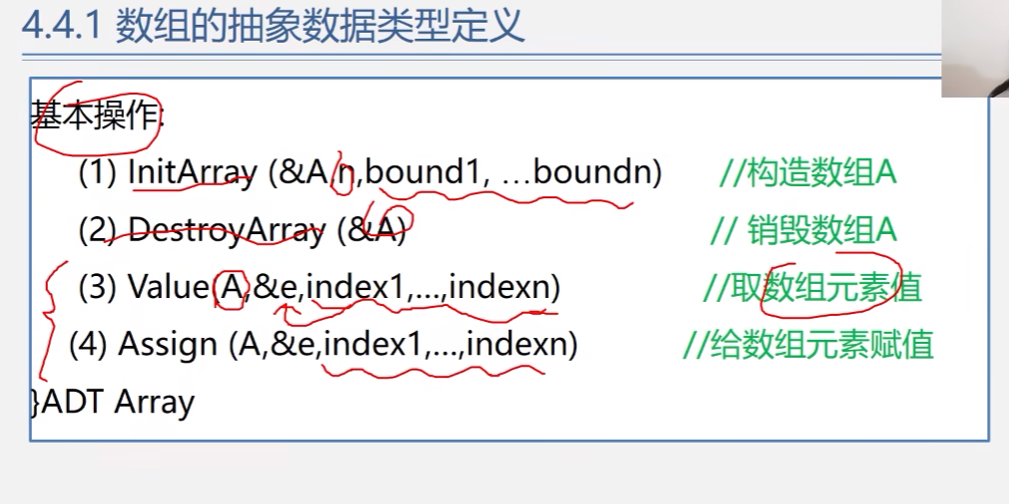 4.4.1 数组的抽象数据类型定义
基本操作:
(1) InitArray (&A,n,bound1, …boundn) //构造数组A
(2) DestroyArray (&A) // 销毁数组A
(3) Value(A,&e,index1,…,indexn) //取数组元素值
(4) Assign (A,&e,index1,…,indexn) //给数组元素赋值
}ADT Array